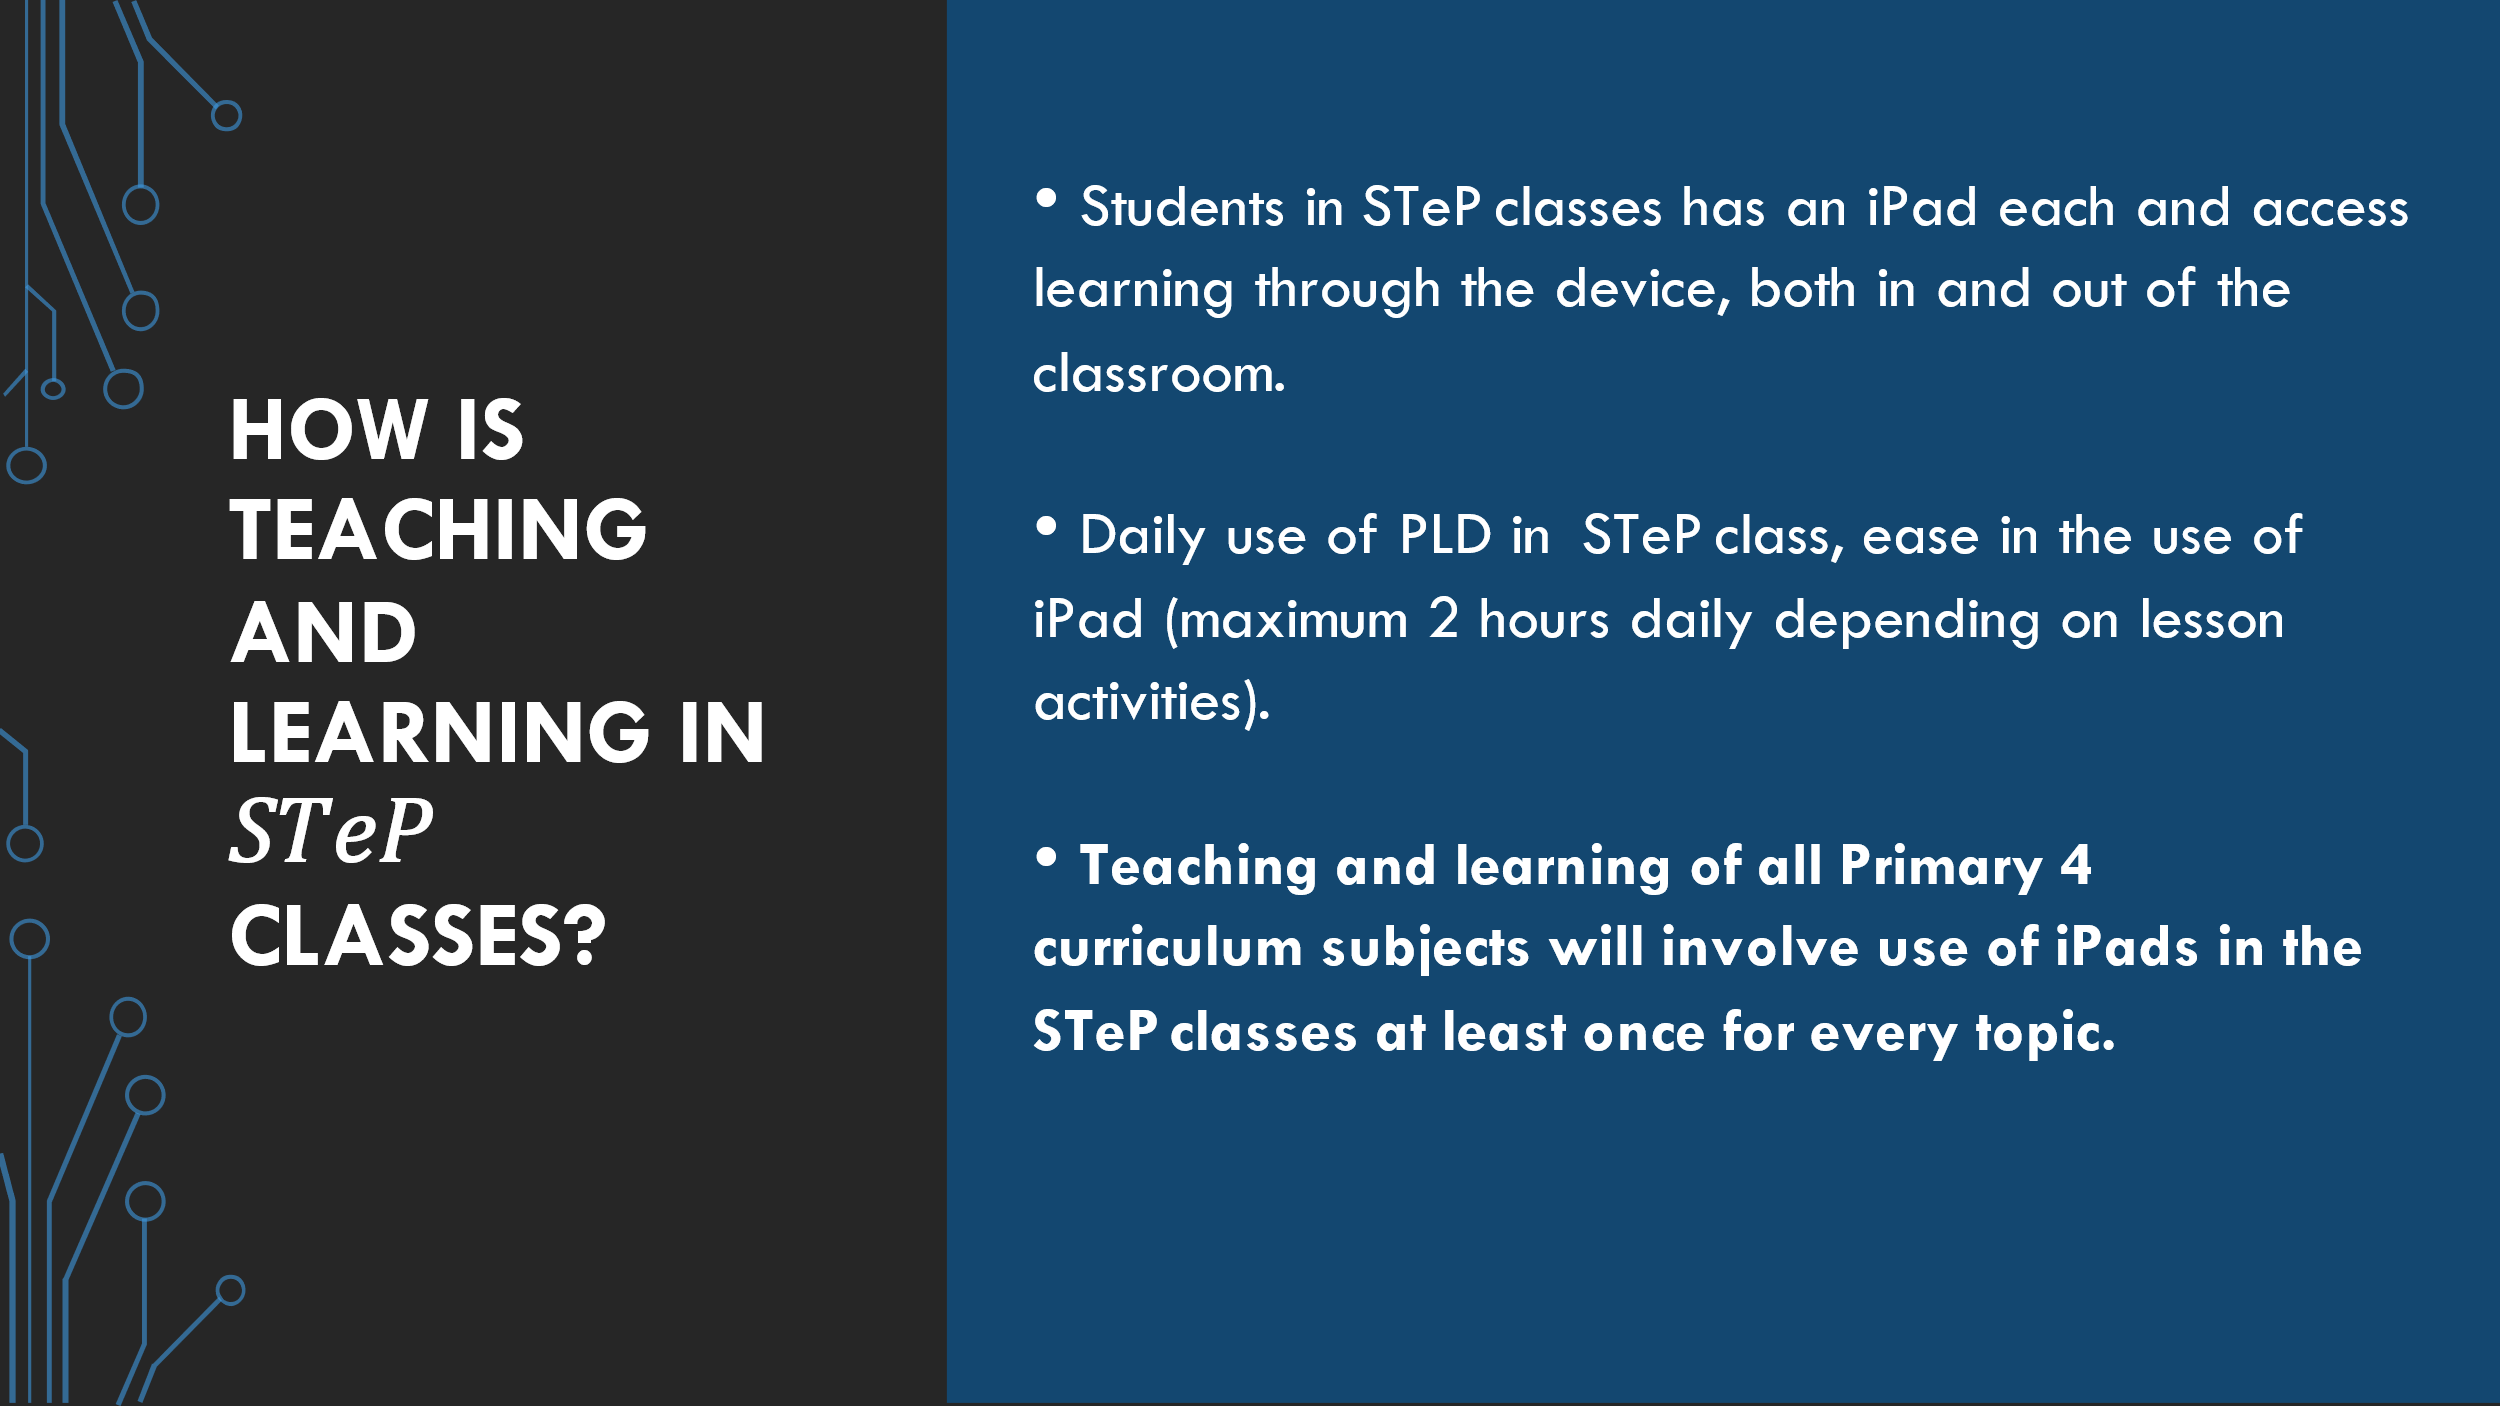 HOW IS
TEACHING
AND
LEARNING IN
STeP
CLASSES?
• Students in STeP classes has an iPad each and access
learning through the device, both in and out of the
classroom.
• Daily use of PLD in STeP class, ease in the use of
iPad (maximum 2 hours daily depending on lesson
activities).
• Teaching and learning of all Primary 4
curriculum subjects will involve use of iPads in the
STeP classes at least once for every topic.